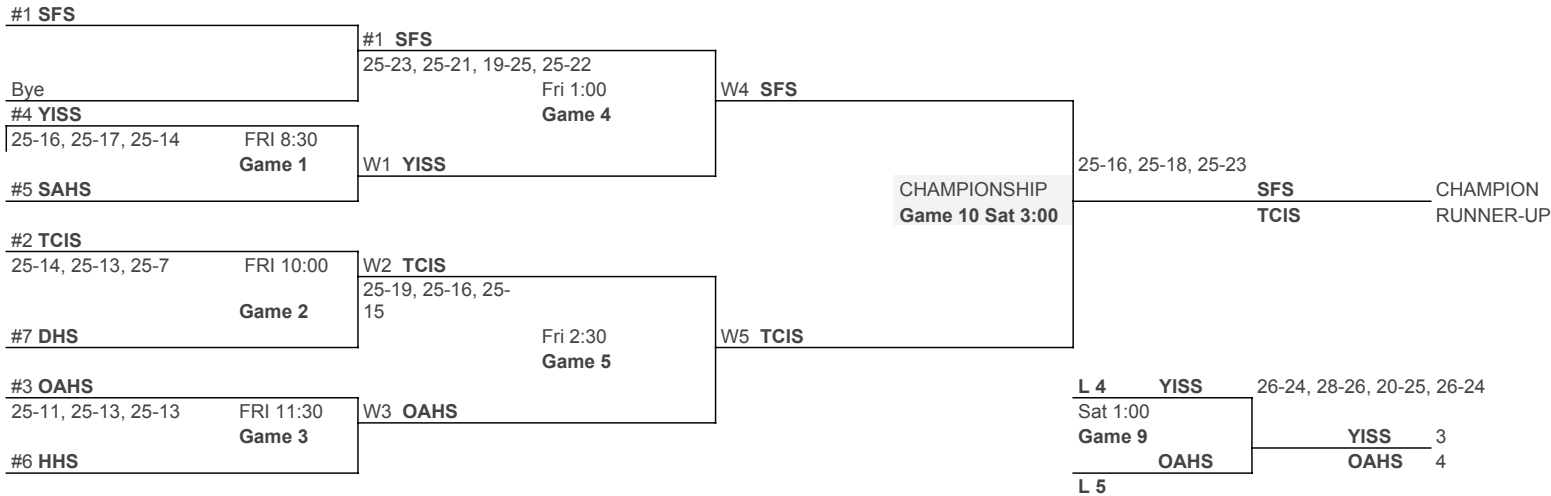 #1 SFS
#1 SFS
25-23, 25-21, 19-25, 25-22
Bye
Fri 1:00
W4 SFS
#4 YISS
Game 4
25-16, 25-17, 25-14
FRI 8:30
Game 1
W1 YISS
25-16, 25-18, 25-23
#5 SAHS
CHAMPIONSHIP
SFS
CHAMPION
Game 10 Sat 3:00
TCIS
RUNNER-UP
#2 TCIS
25-14, 25-13, 25-7
FRI 10:00
W2 TCIS
25-19, 25-16, 25-
15
Game 2
#7 DHS
Fri 2:30
W5 TCIS
Game 5
#3 OAHS
L 4 YISS
26-24, 28-26, 20-25, 26-24
25-11, 25-13, 25-13
FRI 11:30
W3 OAHS
Sat 1:00
Game 3
Game 9
YISS 3
#6 HHS
OAHS
OAHS 4
L 5